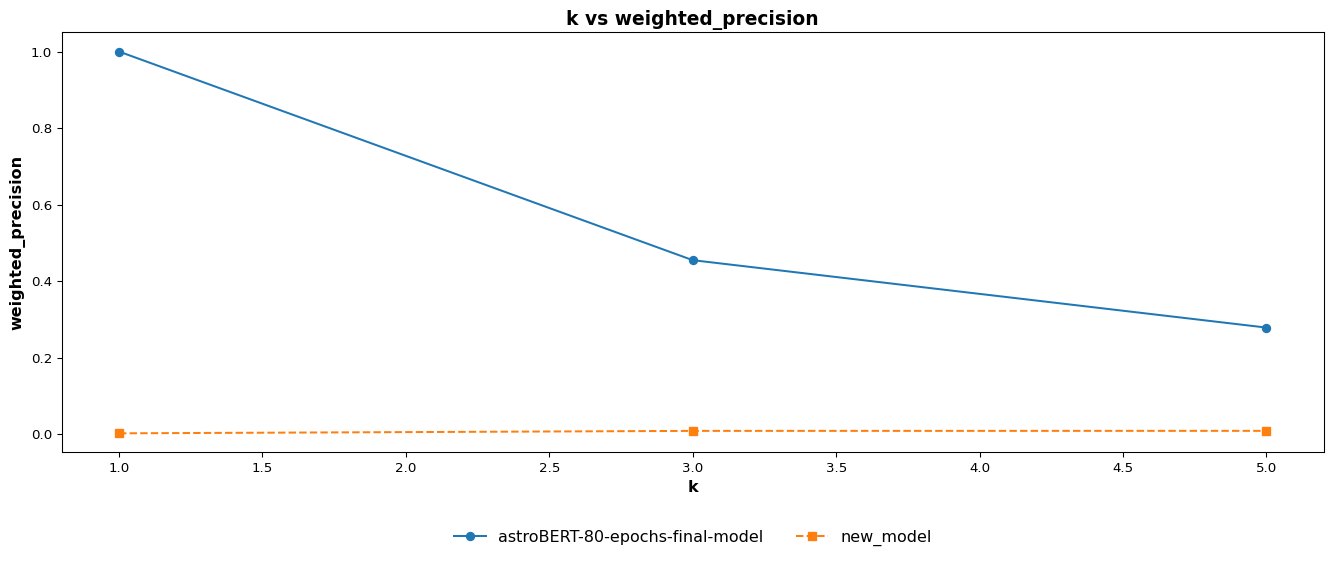 k vs weighted_precision
weighted_precision
1.0
0.8
0.6
0.4
0.2
0.0
1.0 1.5 2.0 2.5 3.0 3.5 4.0 4.5 5.0
k
astroBERT-80-epochs-final-model new_model